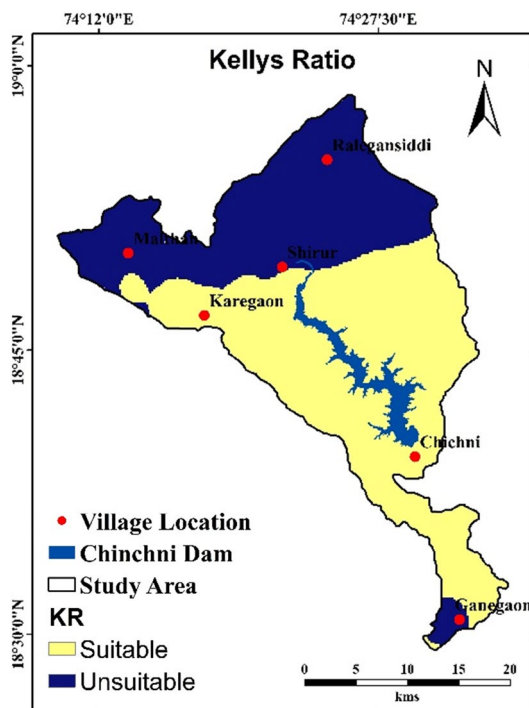 74°12'0"E
74°27'30"E
19°0'0"N
Kellys Ratio
N
Ralegansiddi
Malthan
Shirur
Karegaon
18°45'0"N
Chichni
Village Location
Chinchni Dam
Study Area
KR
Suitable
Unsuitable
Ganegaon
18°30'0"N
0 5 10 15 20
kms